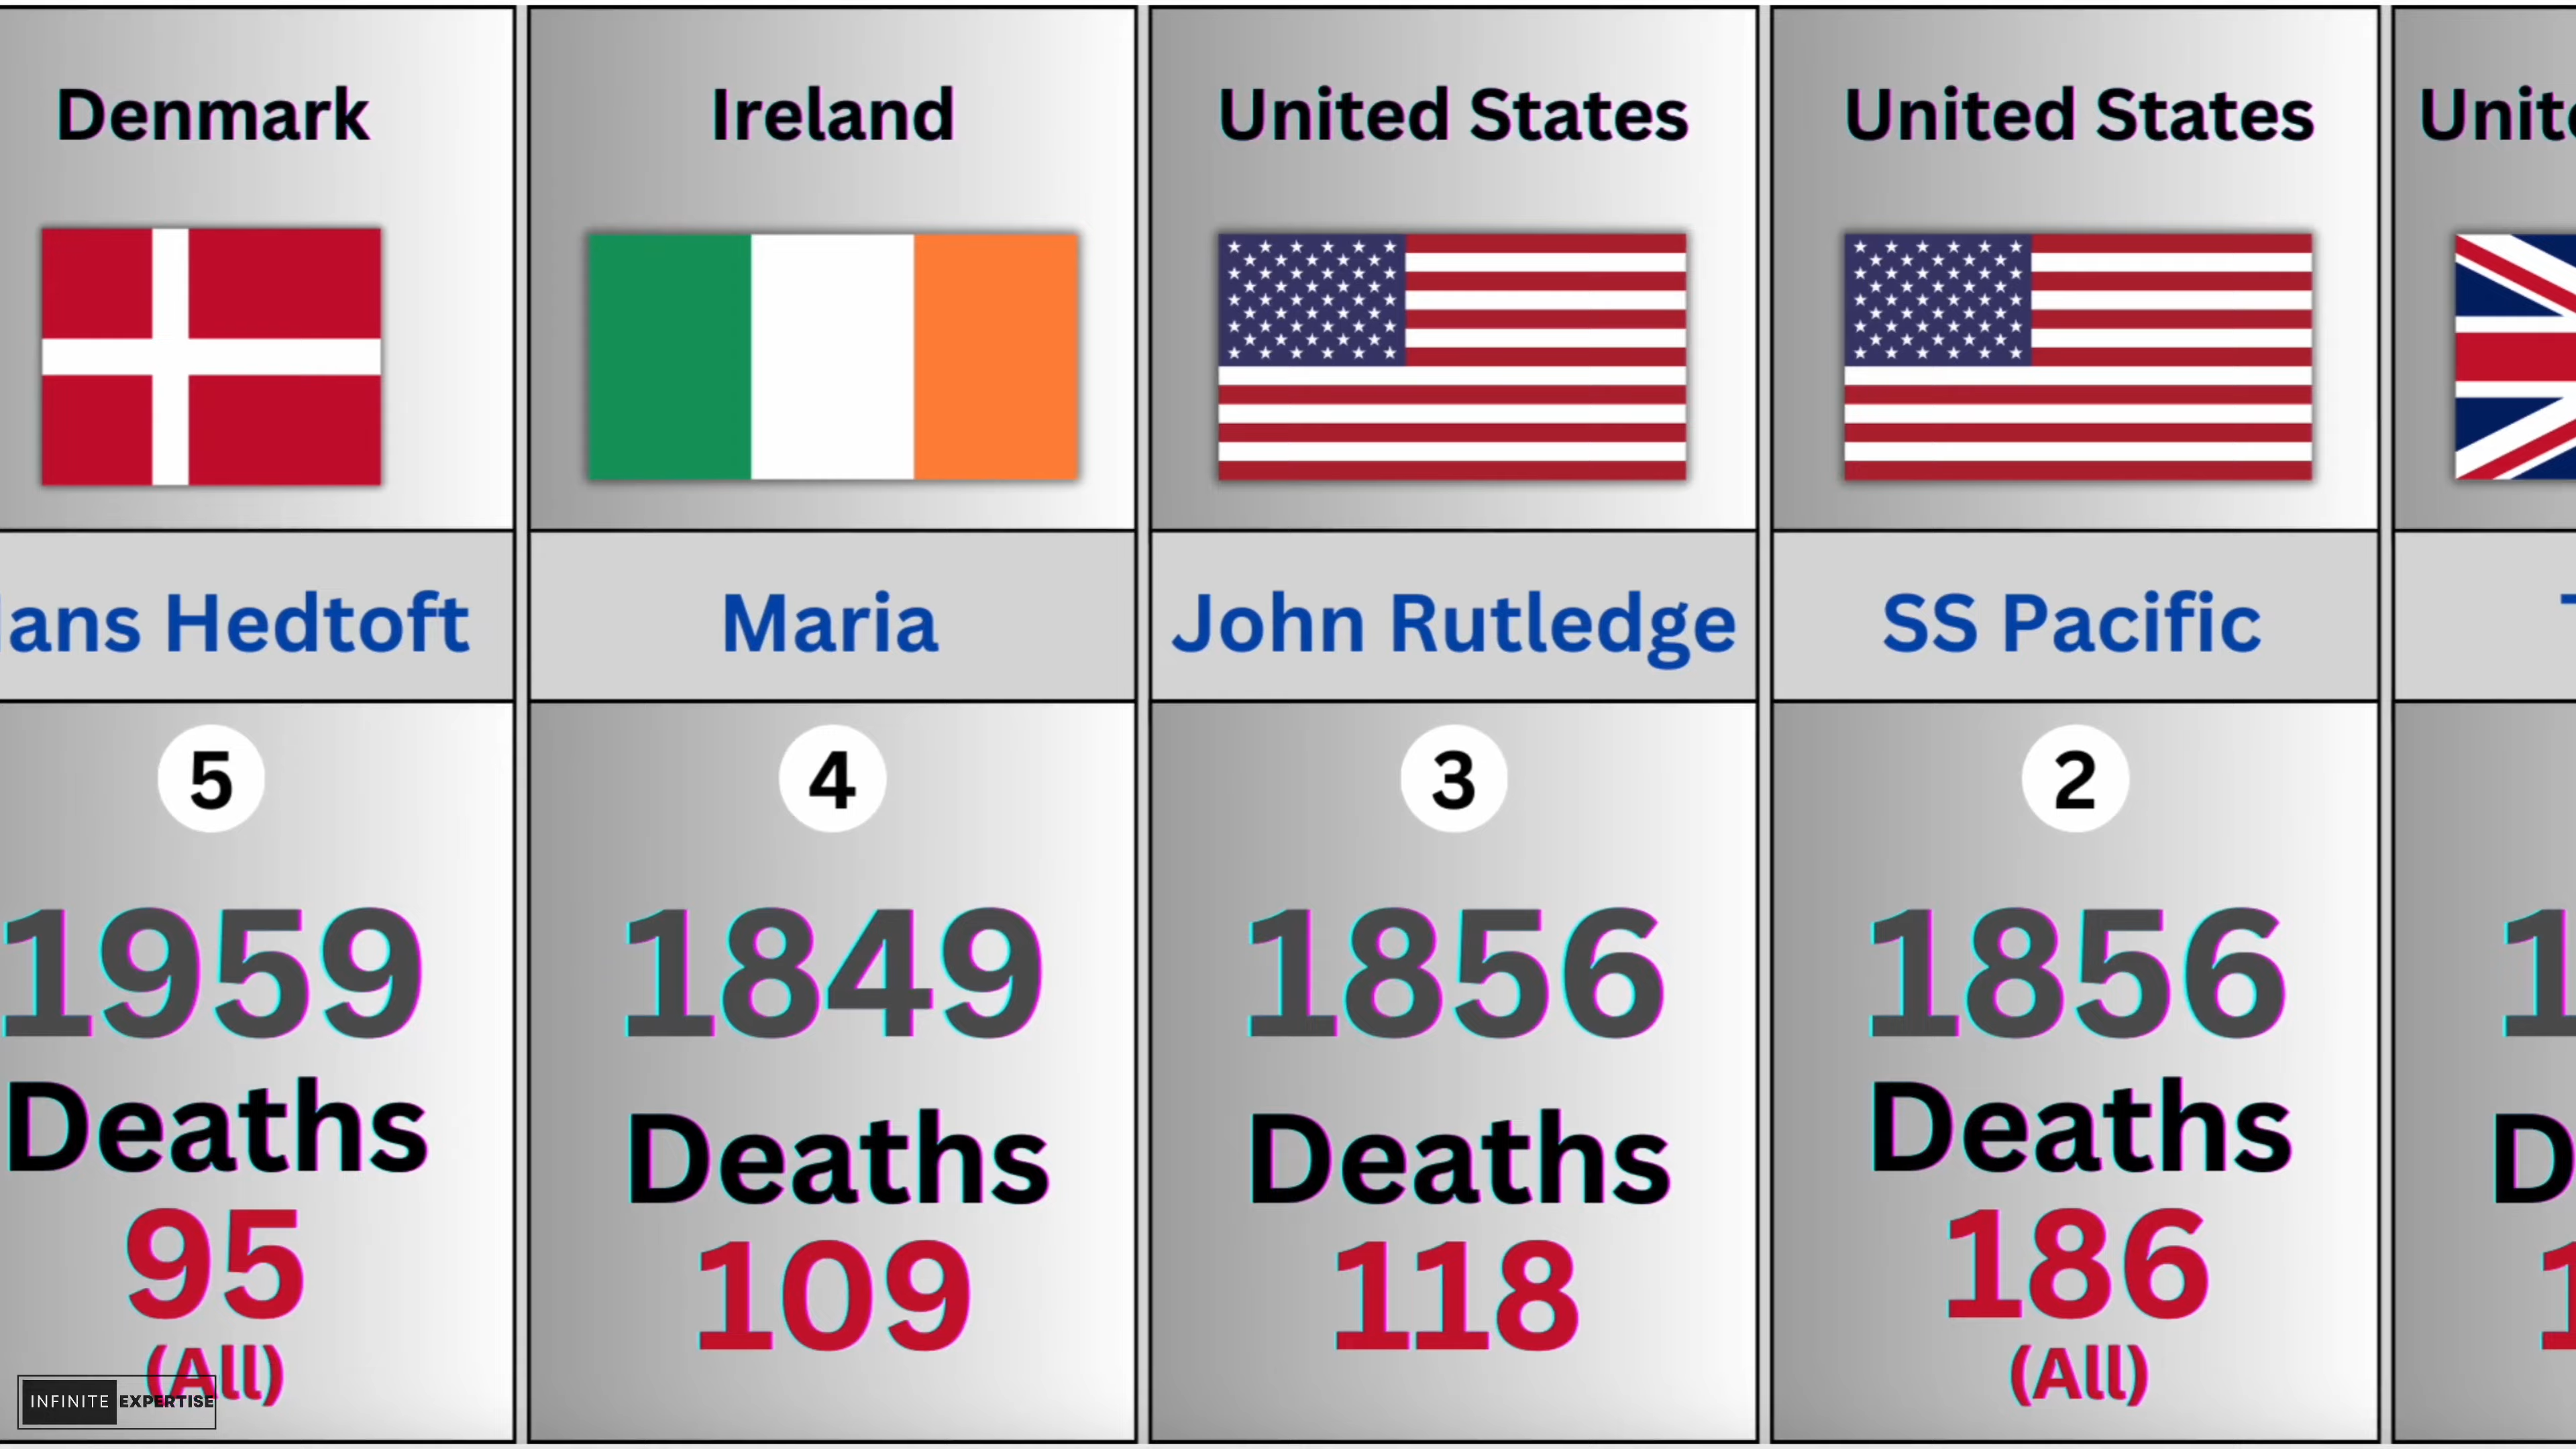 Denmark
Ireland
United States
United States
ans Hedtoft
Maria
John Rutledge
SS Pacific
5
4
3
2
1959
1849
1856
1856
Deaths
Deaths
Deaths
Deaths
95
109
118
186
(All)
(All)
INFINITE EXPERTISE